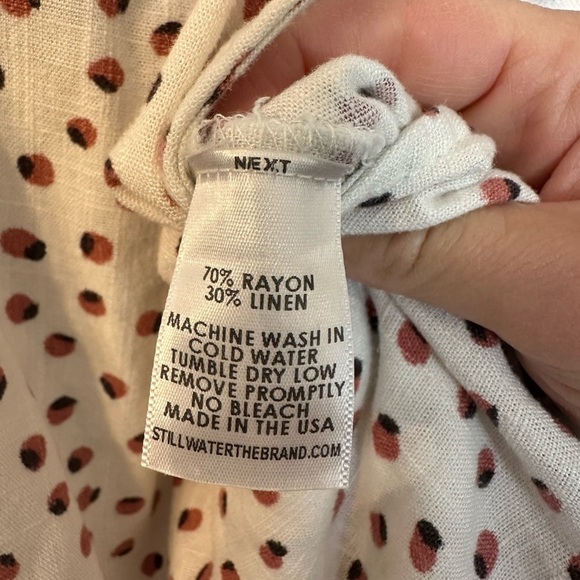 N/EXT
70% RAYON
30% LINEN
MACHINE WASH IN
COLD WATER
TUMBLE DRY LOW
REMOVE PROMPTLY
NO BLEACH
MADE IN THE USA
STILLWATERTHEBRAND.COM